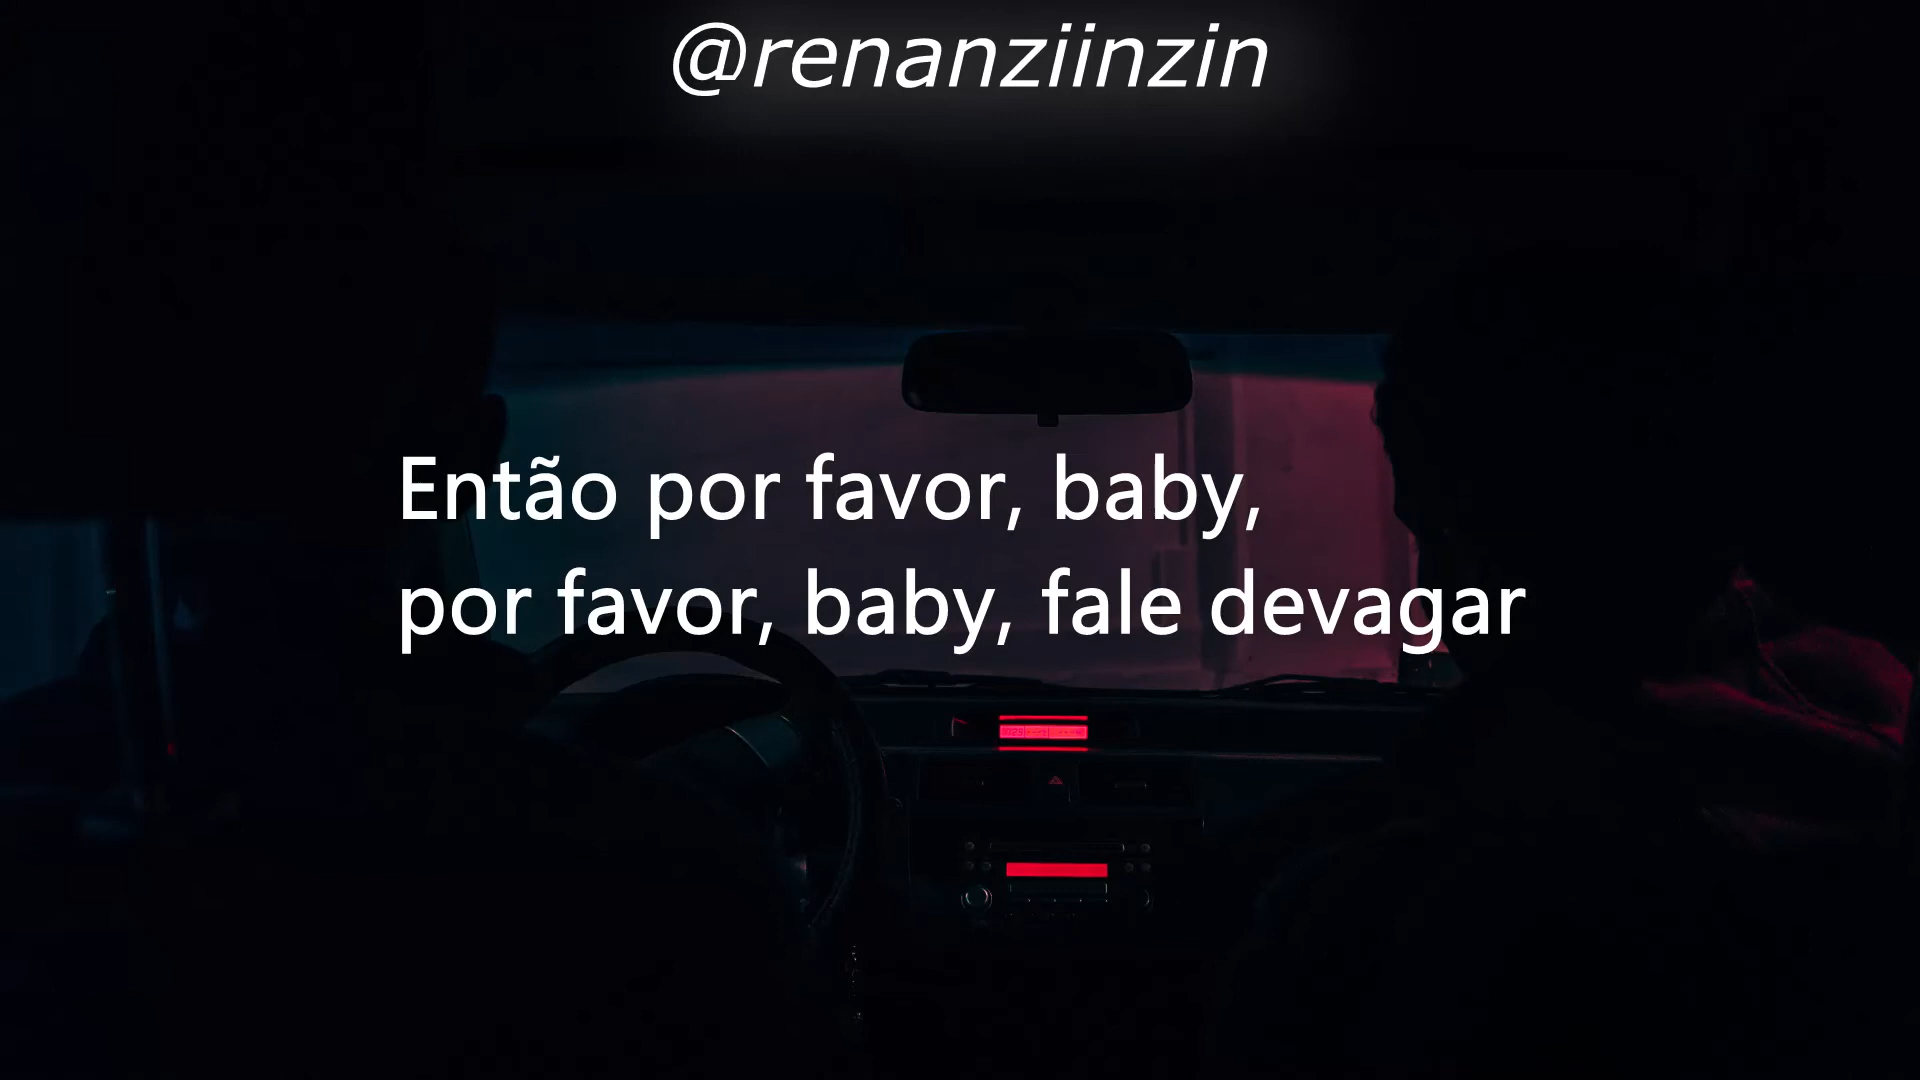 @renanziinzin
Então por favor, baby,
por favor, baby, fale devagar